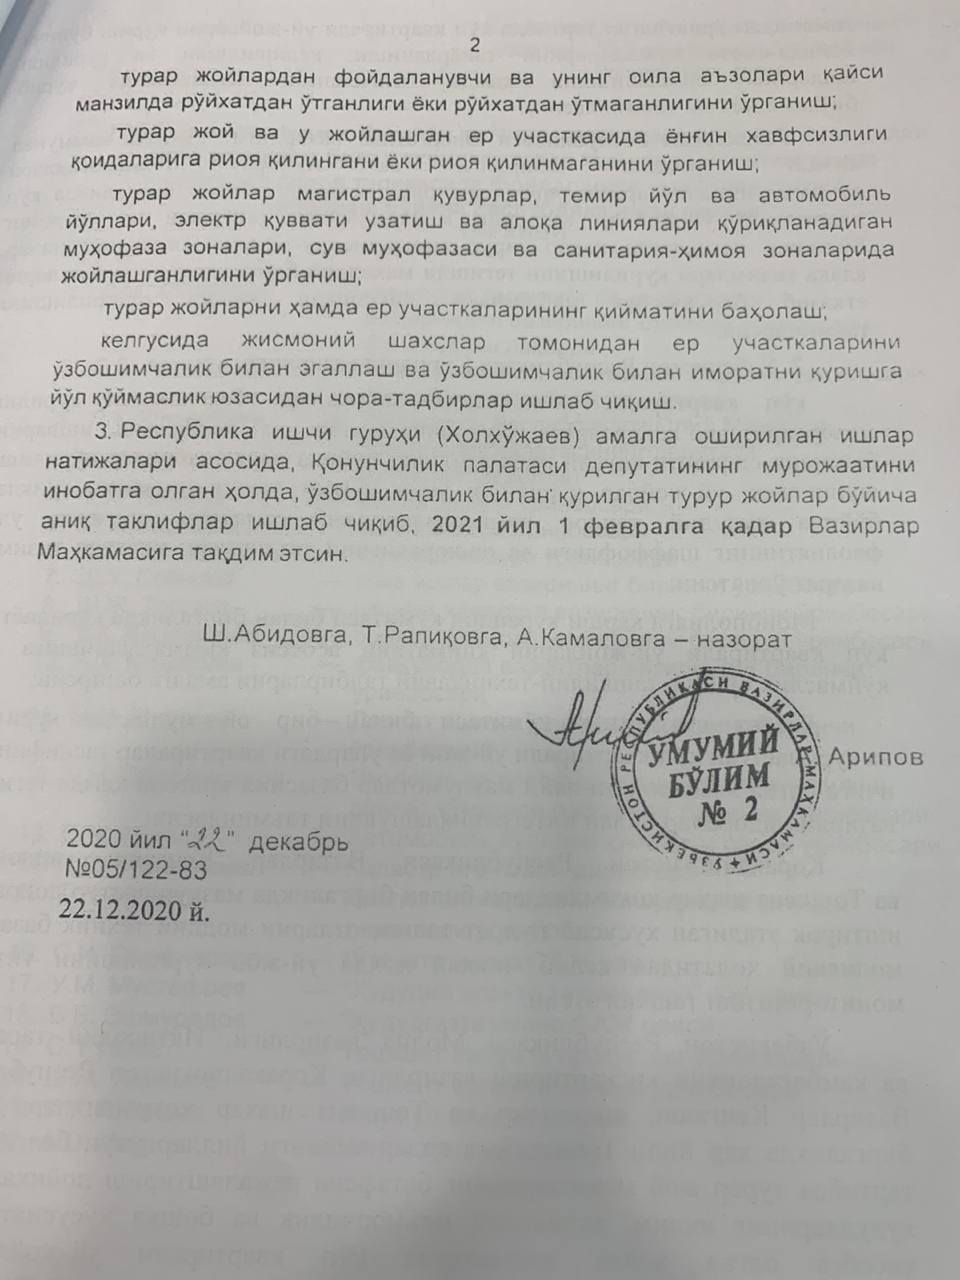 2
турар жойлардан фойдаланувчи ва унинг оила аъзолари қайси
манзилда рўйхатдан ўтганлиги ёки рўйхатдан ўтмаганлигини ўрганиш;
турар жой ва у жойлашган ер участкасида ёнғин хавфсизлиги
қоидаларига риоя қилингани ёки риоя қилинмаганини ўрганиш;
турар жойлар магистрал қувурлар, темир йўл ва автомобиль
йўллари, электр қуввати узатиш ва алоқа линиялари қўриқланадиган
муҳофаза зоналари, сув муҳофазаси ва санитария-ҳимоя зоналарида
жойлашганлигини ўрганиш;
турар жойларни ҳамда ер участкаларининг қийматини баҳолаш;
келгусида жисмоний шахслар томонидан ер участкаларини
ўзбошимчалик билан эгаллаш ва ўзбошимчалик билан иморатни қуришга
йўл қўймаслик юзасидан чора-тадбирлар ишлаб чиқиш.
3. Республика ишчи гуруҳи (Холхўжаев) амалга оширилган ишлар
натижалари асосида, Қонунчилик палатаси депутатининг мурожаатини
инобатга олган ҳолда, ўзбошимчалик билан қурилган турур жойлар бўйича
аниқ таклифлар ишлаб чиқиб, 2021 йил 1 февралга қадар Вазирлар
Маҳкамасига тақдим этсин.
Ш.Абидовга, Т.Рапиқовга, А.Камаловга – назорат
ЎЗБЕКИСТОН РЕСПУБЛИКАСИ ВАЗИРЛАР МАҲКАМАСИ
УМУМИЙ
БЎЛИМ
№ 2
Арипов
2020 йил "22" декабрь
№05/122-83
22.12.2020 й.